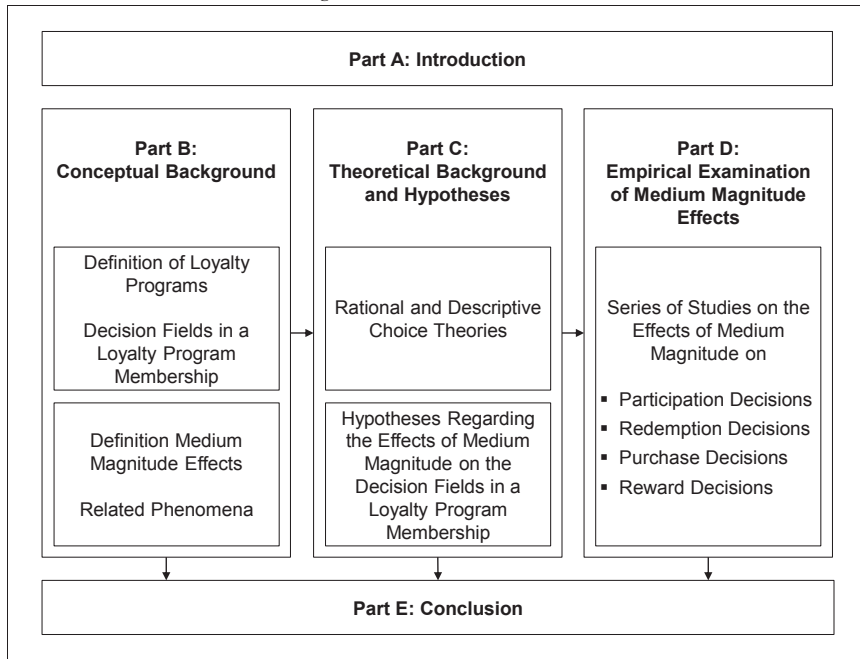 Part A: Introduction
Part B:
Conceptual Background
Definition of Loyalty
Programs
Decision Fields in a
Loyalty Program
Membership
Definition Medium
Magnitude Effects
Related Phenomena
Part C:
Theoretical Background
and Hypotheses
Rational and Descriptive
Choice Theories
Hypotheses Regarding
the Effects of Medium
Magnitude on the
Decision Fields in a
Loyalty Program
Membership
Part D:
Empirical Examination
of Medium Magnitude
Effects
Series of Studies on the
Effects of Medium
Magnitude on
▪ Participation Decisions
▪ Redemption Decisions
▪ Purchase Decisions
▪ Reward Decisions
Part E: Conclusion